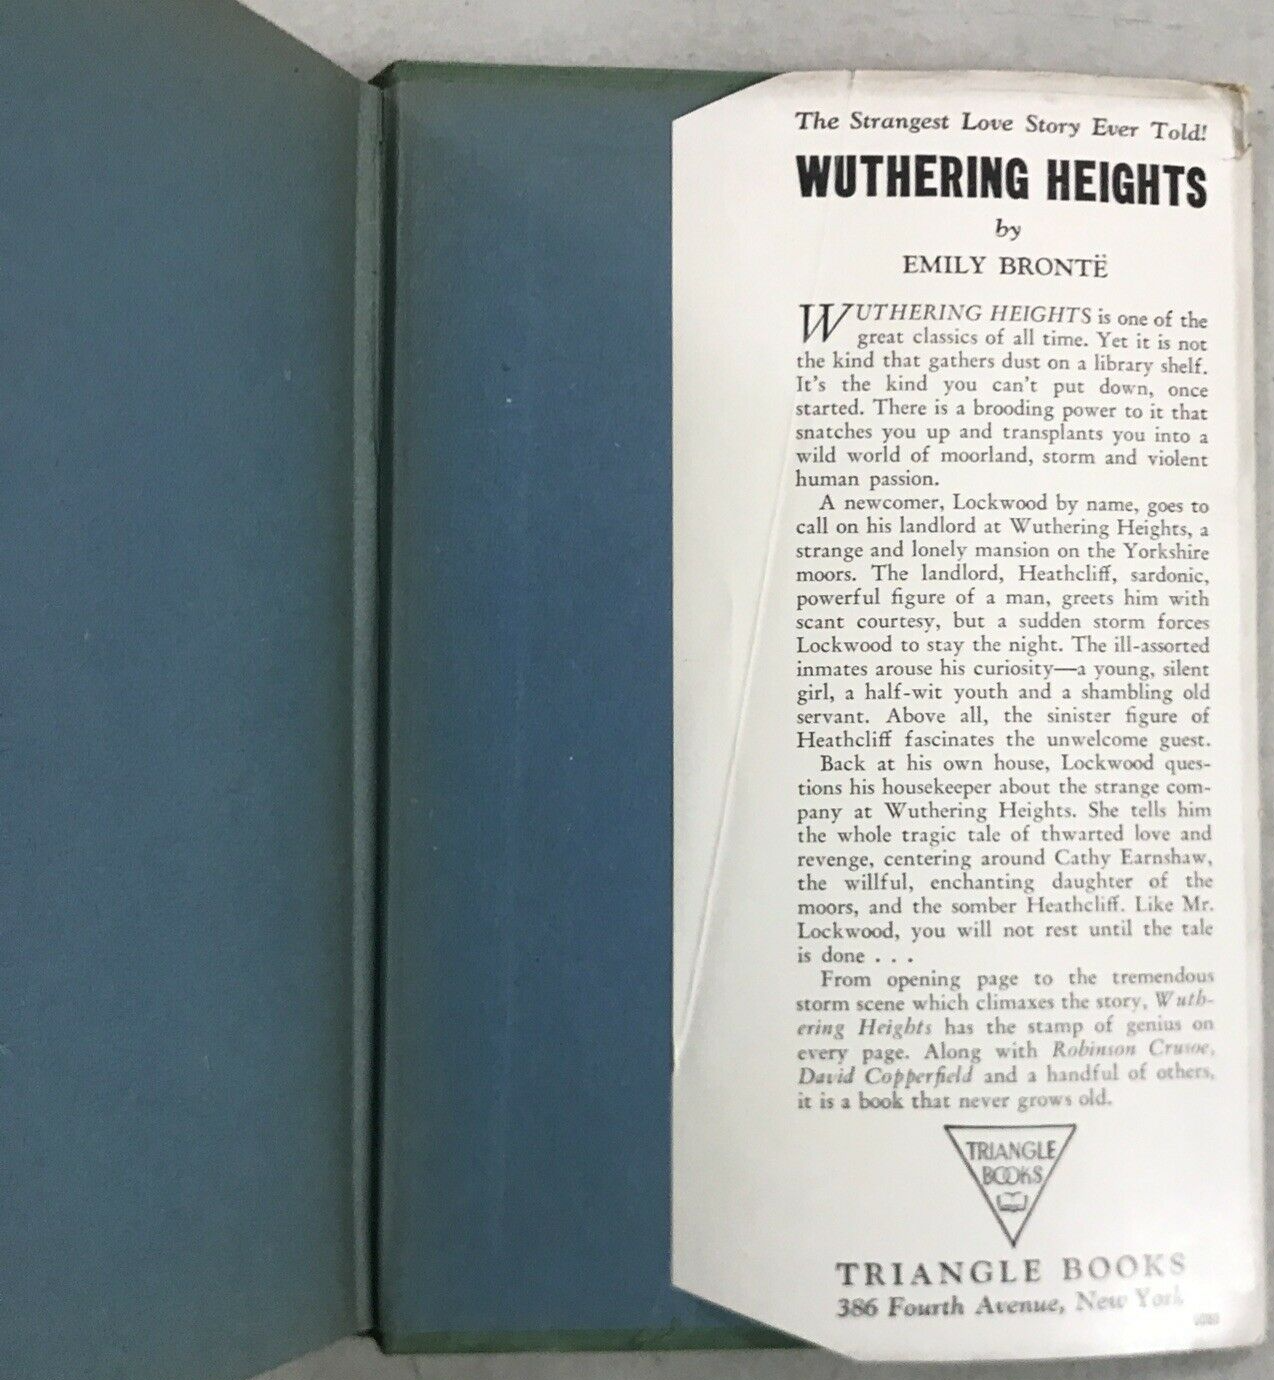 The Strangest Love Story Ever Told!
WUTHERING HEIGHTS
by
EMILY BRONTË
WUTHERING HEIGHTS is one of the
great classics of all time. Yet it is not
the kind that gathers dust on a library shelf.
It's the kind you can't put down, once
started. There is a brooding power to it that
snatches you up and transplants you into a
wild world of moorland, storm and violent
human passion.
A newcomer, Lockwood by name, goes to
call on his landlord at Wuthering Heights, a
strange and lonely mansion on the Yorkshire
moors. The landlord, Heathcliff, sardonic,
powerful figure of a man, greets him with
scant courtesy, but a sudden storm forces
Lockwood to stay the night. The ill-assorted
inmates arouse his curiosity—a young, silent
girl, a half-wit youth and a shambling old
servant. Above all, the sinister figure of
Heathcliff fascinates the unwelcome guest.
Back at his own house, Lockwood ques-
tions his housekeeper about the strange com-
pany at Wuthering Heights. She tells him
the whole tragic tale of thwarted love and
revenge, centering around Cathy Earnshaw,
the willful, enchanting daughter of the
moors, and the somber Heathcliff. Like Mr.
Lockwood, you will not rest until the tale
is done . . .
From opening page to the tremendous
storm scene which climaxes the story, Wuth-
ering Heights has the stamp of genius on
every page. Along with Robinson Crusoe,
David Copperfield and a handful of others,
it is a book that never grows old.
TRIANGLE
BOOKS
TRIANGLE BOOKS
386 Fourth Avenue, New York